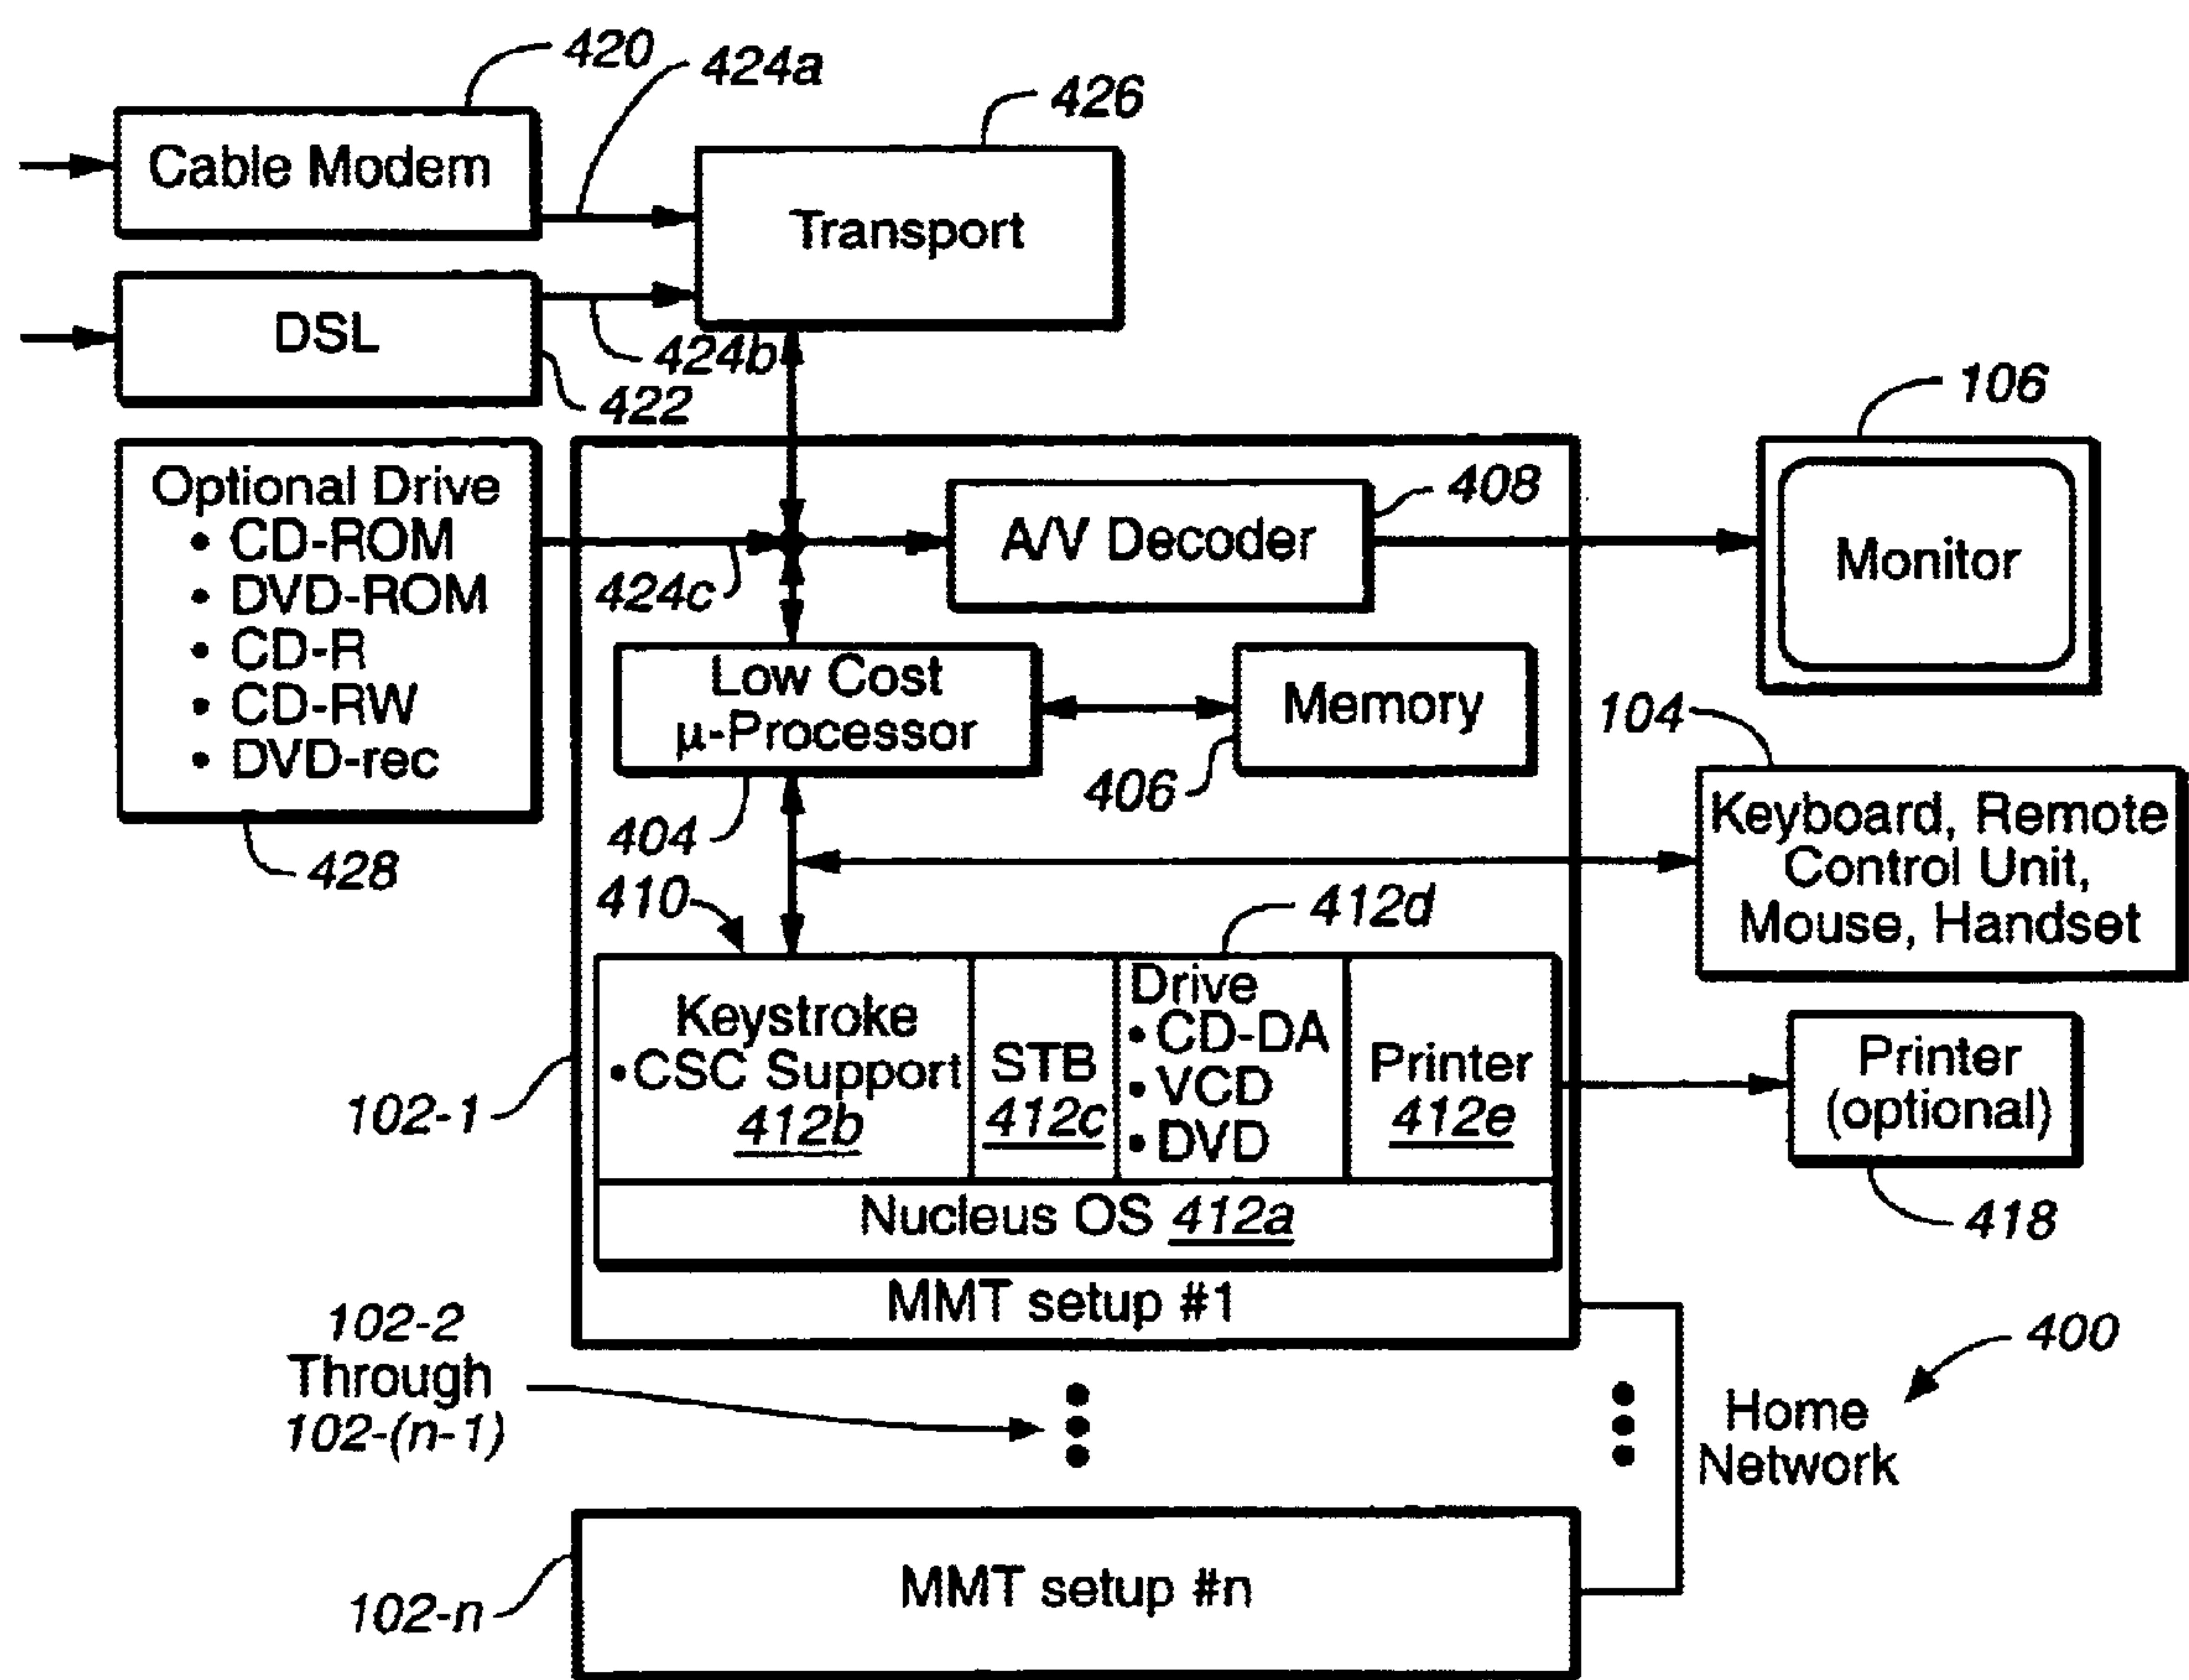 420
424a
426
Cable Modem
Transport
DSL
424b
422
106
Optional Drive
• CD-ROM
• DVD-ROM
• CD-R
• CD-RW
• DVD-rec
428
408
A/V Decoder
Monitor
424c
Low Cost
µ-Processor
Memory
404
406
104
Keyboard, Remote
Control Unit,
Mouse, Handset
410
412d
Keystroke
•CSC Support
412b
STB
412c
Drive
•CD-DA
•VCD
•DVD
Printer
412e
102-1
Printer
(optional)
418
Nucleus OS 412a
MMT setup #1
102-2
Through
102-(n-1)
400
Home
Network
MMT setup #n
102-n